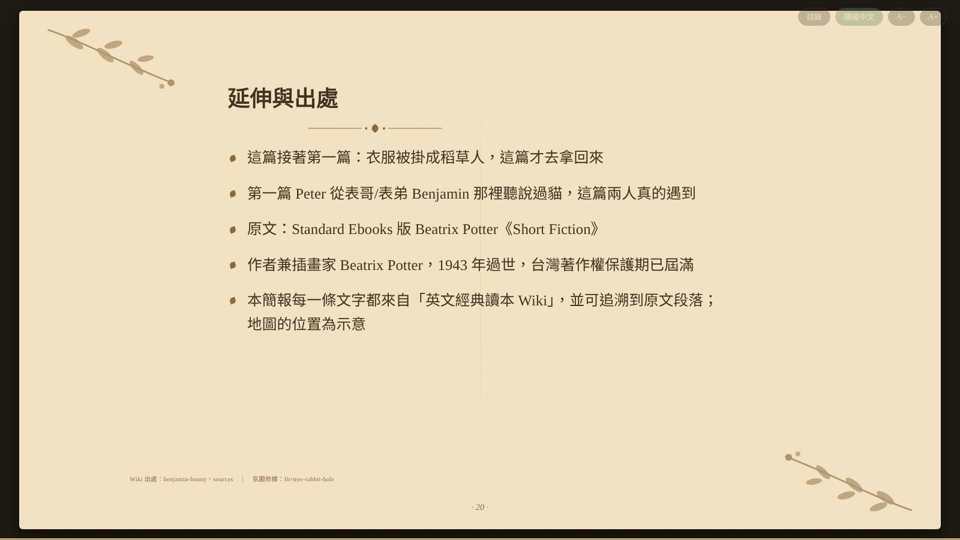 目錄
隱藏中文
A−
A+
延伸與出處
這篇接著第一篇：衣服被掛成稻草人，這篇才去拿回來
第一篇 Peter 從表哥/表弟 Benjamin 那裡聽說過貓，這篇兩人真的遇到
原文：Standard Ebooks 版 Beatrix Potter《Short Fiction》
作者兼插畫家 Beatrix Potter，1943 年過世，台灣著作權保護期已屆滿
本簡報每一條文字都來自「英文經典讀本 Wiki」，並可追溯到原文段落；
地圖的位置為示意
Wiki 出處：benjamin-bunny、sources ｜ 氛圍依據：fir-tree-rabbit-hole
· 20 ·